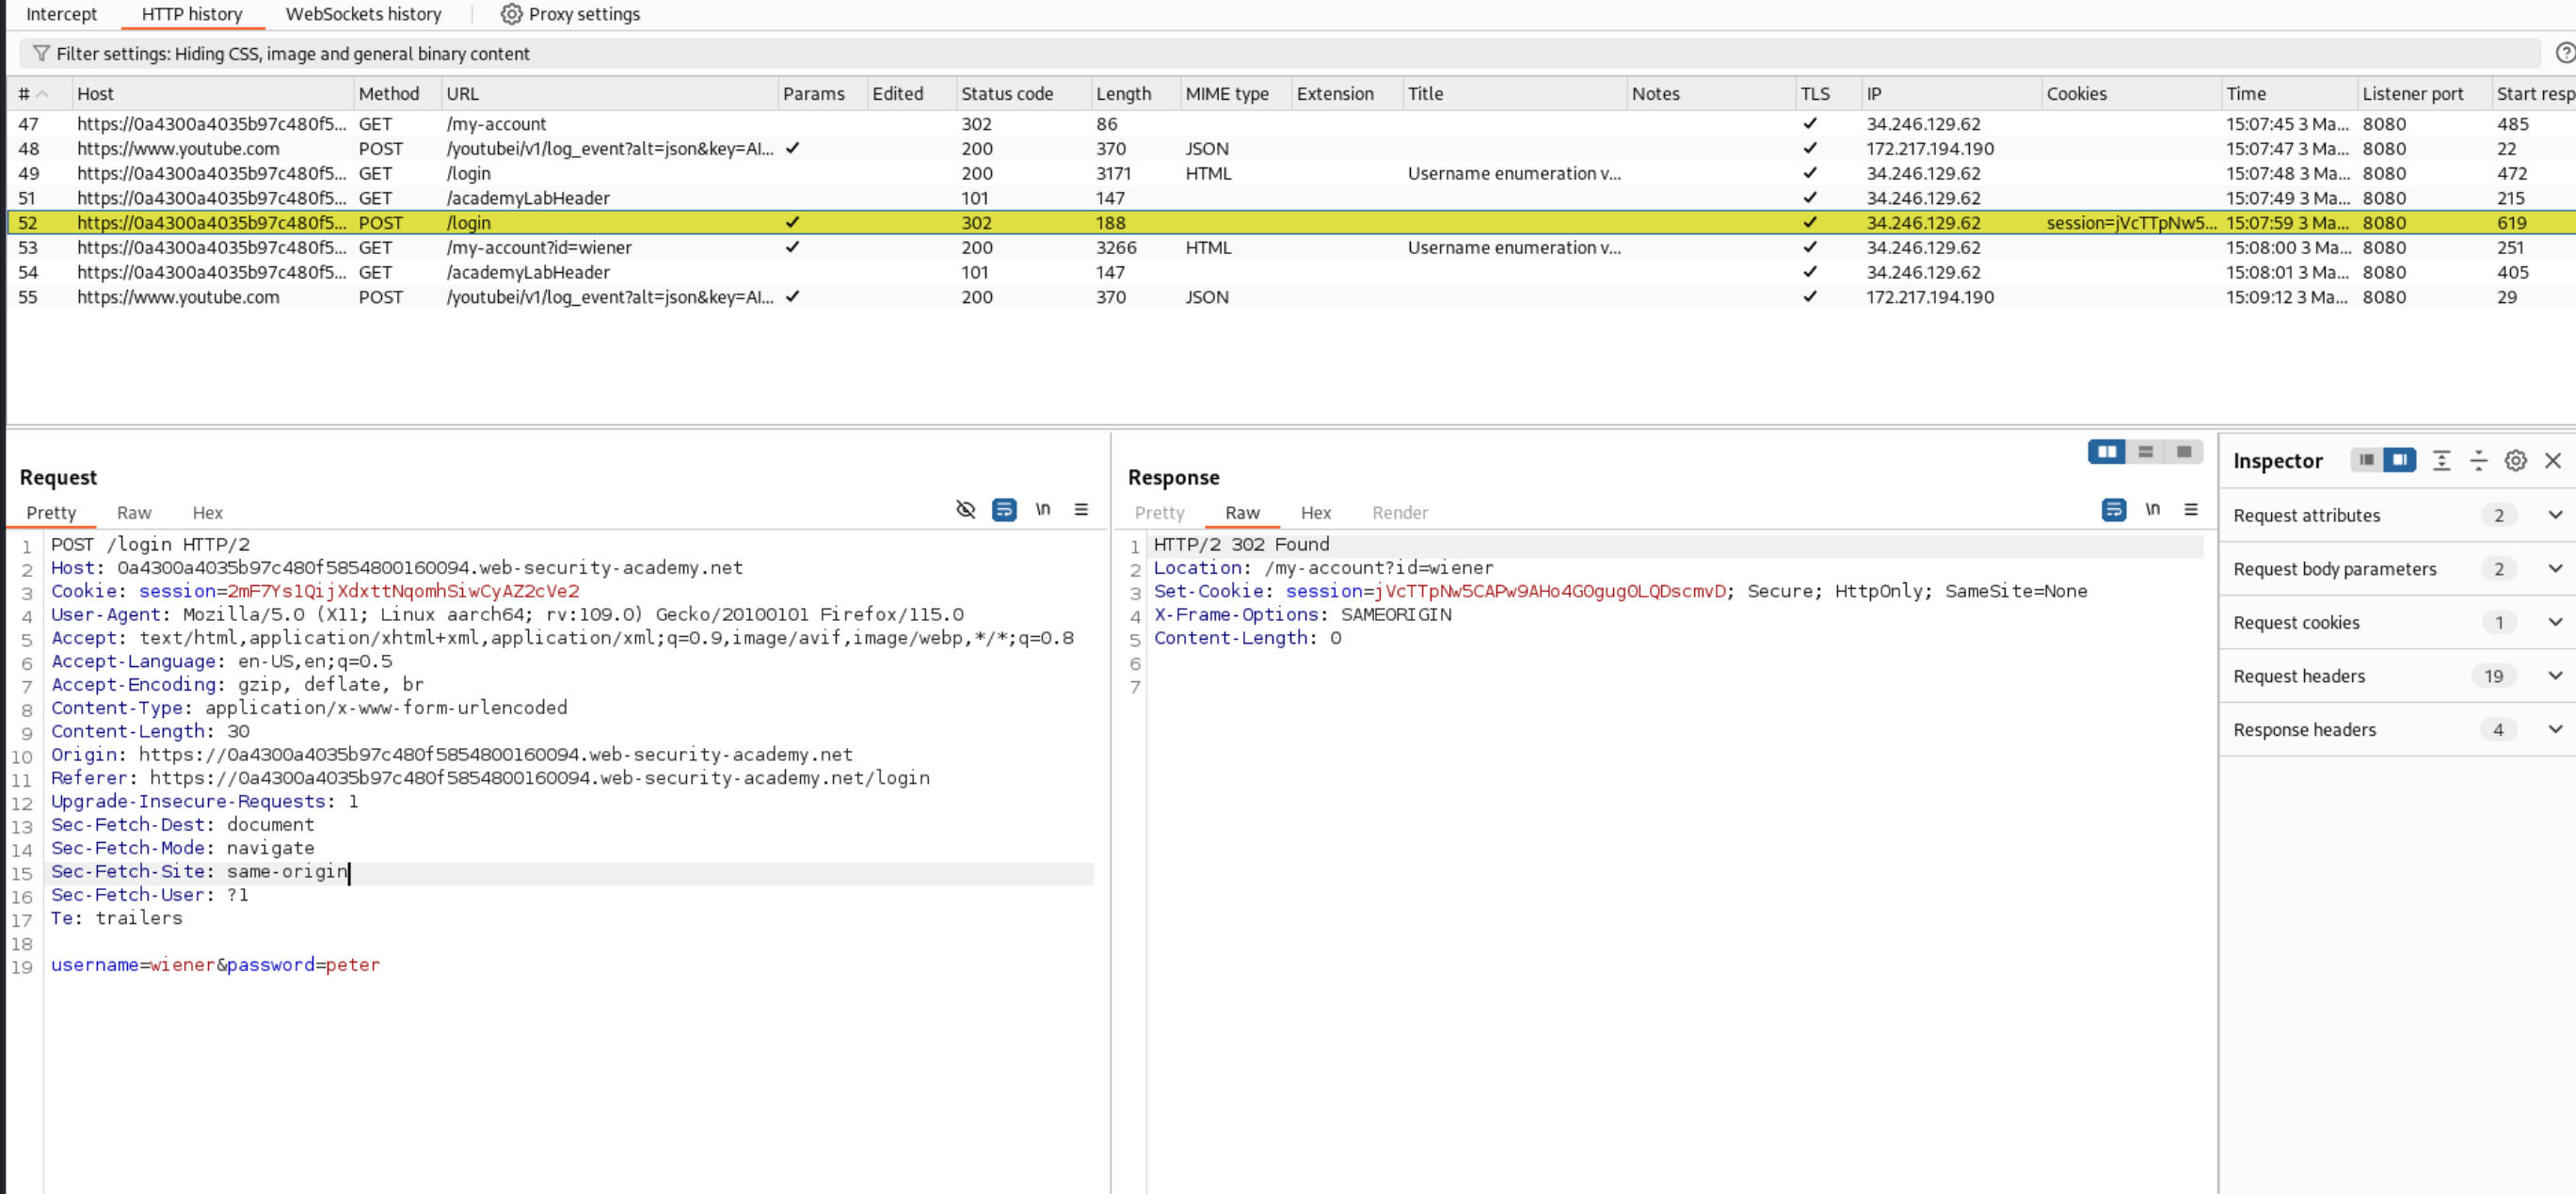 Intercept HTTP history WebSockets history Proxy settings
Filter settings: Hiding CSS, image and general binary content
# Host Method URL Params Edited Status code Length MIME type Extension Title Notes TLS IP Cookies Time Listener port Start resp
47 https://0a4300a4035b97c480f5... GET /my-account 302 86 ✓ 34.246.129.62 15:07:45 3 Ma... 8080 485
48 https://www.youtube.com POST /youtubei/v1/log_event?alt=json&key=AI... ✓ 200 370 JSON ✓ 172.217.194.190 15:07:47 3 Ma... 8080 22
49 https://0a4300a4035b97c480f5... GET /login 200 3171 HTML Username enumeration v... ✓ 34.246.129.62 15:07:48 3 Ma... 8080 472
51 https://0a4300a4035b97c480f5... GET /academyLabHeader 101 147 ✓ 34.246.129.62 15:07:49 3 Ma... 8080 215
52 https://0a4300a4035b97c480f5... POST /login ✓ 302 188 ✓ 34.246.129.62 session=jVcTTpNw5... 15:07:59 3 Ma... 8080 619
53 https://0a4300a4035b97c480f5... GET /my-account?id=wiener ✓ 200 3266 HTML Username enumeration v... ✓ 34.246.129.62 15:08:00 3 Ma... 8080 251
54 https://0a4300a4035b97c480f5... GET /academyLabHeader 101 147 ✓ 34.246.129.62 15:08:01 3 Ma... 8080 405
55 https://www.youtube.com POST /youtubei/v1/log_event?alt=json&key=AI... ✓ 200 370 JSON ✓ 172.217.194.190 15:09:12 3 Ma... 8080 29
Request
Pretty Raw Hex \n
1 POST /login HTTP/2
2 Host: 0a4300a4035b97c480f5854800160094.web-security-academy.net
3 Cookie: session=2mF7Ys1QijXdxttNqomhSiwCyAZ2cVe2
4 User-Agent: Mozilla/5.0 (X11; Linux aarch64; rv:109.0) Gecko/20100101 Firefox/115.0
5 Accept: text/html,application/xhtml+xml,application/xml;q=0.9,image/avif,image/webp,*/*;q=0.8
6 Accept-Language: en-US,en;q=0.5
7 Accept-Encoding: gzip, deflate, br
8 Content-Type: application/x-www-form-urlencoded
9 Content-Length: 30
10 Origin: https://0a4300a4035b97c480f5854800160094.web-security-academy.net
11 Referer: https://0a4300a4035b97c480f5854800160094.web-security-academy.net/login
12 Upgrade-Insecure-Requests: 1
13 Sec-Fetch-Dest: document
14 Sec-Fetch-Mode: navigate
15 Sec-Fetch-Site: same-origin
16 Sec-Fetch-User: ?1
17 Te: trailers
18
19 username=wiener&password=peter
Response
Pretty Raw Hex Render \n
1 HTTP/2 302 Found
2 Location: /my-account?id=wiener
3 Set-Cookie: session=jVcTTpNw5CAPw9AHo4G0gug0LQDscmvD; Secure; HttpOnly; SameSite=None
4 X-Frame-Options: SAMEORIGIN
5 Content-Length: 0
6
7
Inspector
Request attributes 2
Request body parameters 2
Request cookies 1
Request headers 19
Response headers 4